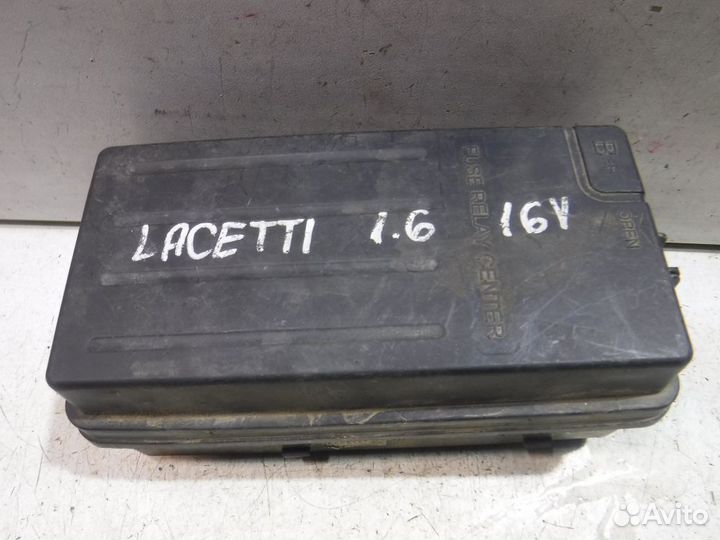 LACETTI 1.6 16V
FUSE RELAY CENTER
B+
OPEN
Avito